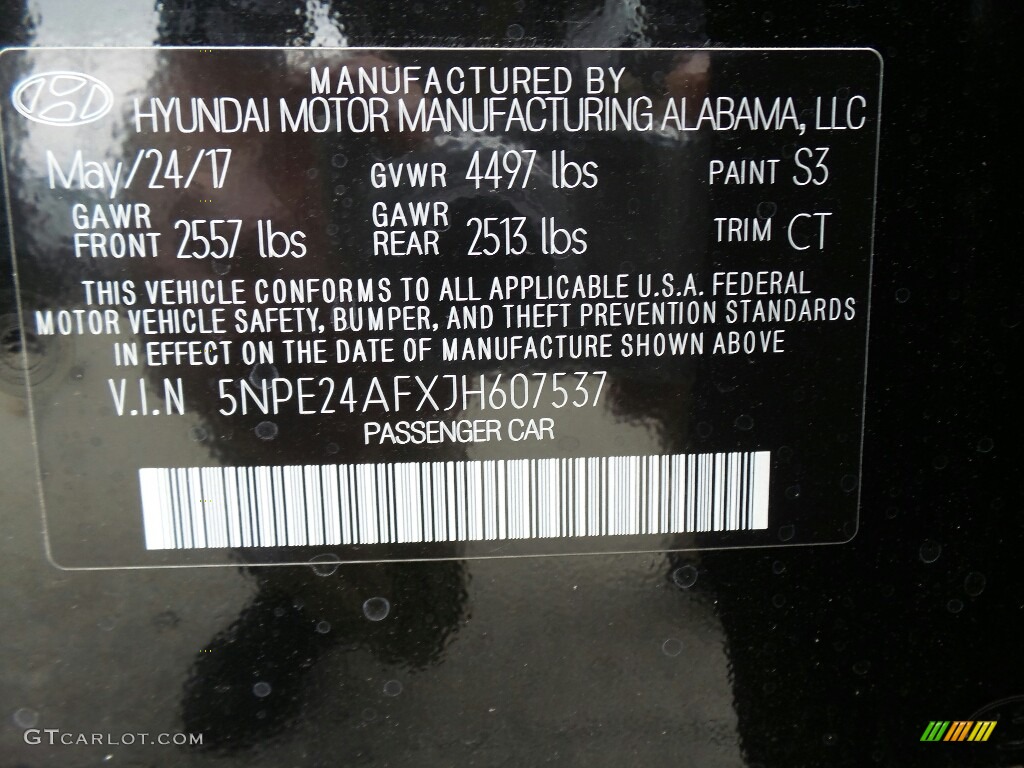 MANUFACTURED BY
HYUNDAI MOTOR MANUFACTURING ALABAMA, LLC
May/24/17 GVWR 4497 lbs PAINT S3
GAWR FRONT 2557 lbs GAWR REAR 2513 lbs TRIM CT
THIS VEHICLE CONFORMS TO ALL APPLICABLE U.S.A. FEDERAL
MOTOR VEHICLE SAFETY, BUMPER, AND THEFT PREVENTION STANDARDS
IN EFFECT ON THE DATE OF MANUFACTURE SHOWN ABOVE
V.I.N 5NPE24AFXJH607537
PASSENGER CAR
GTCARLOT.COM